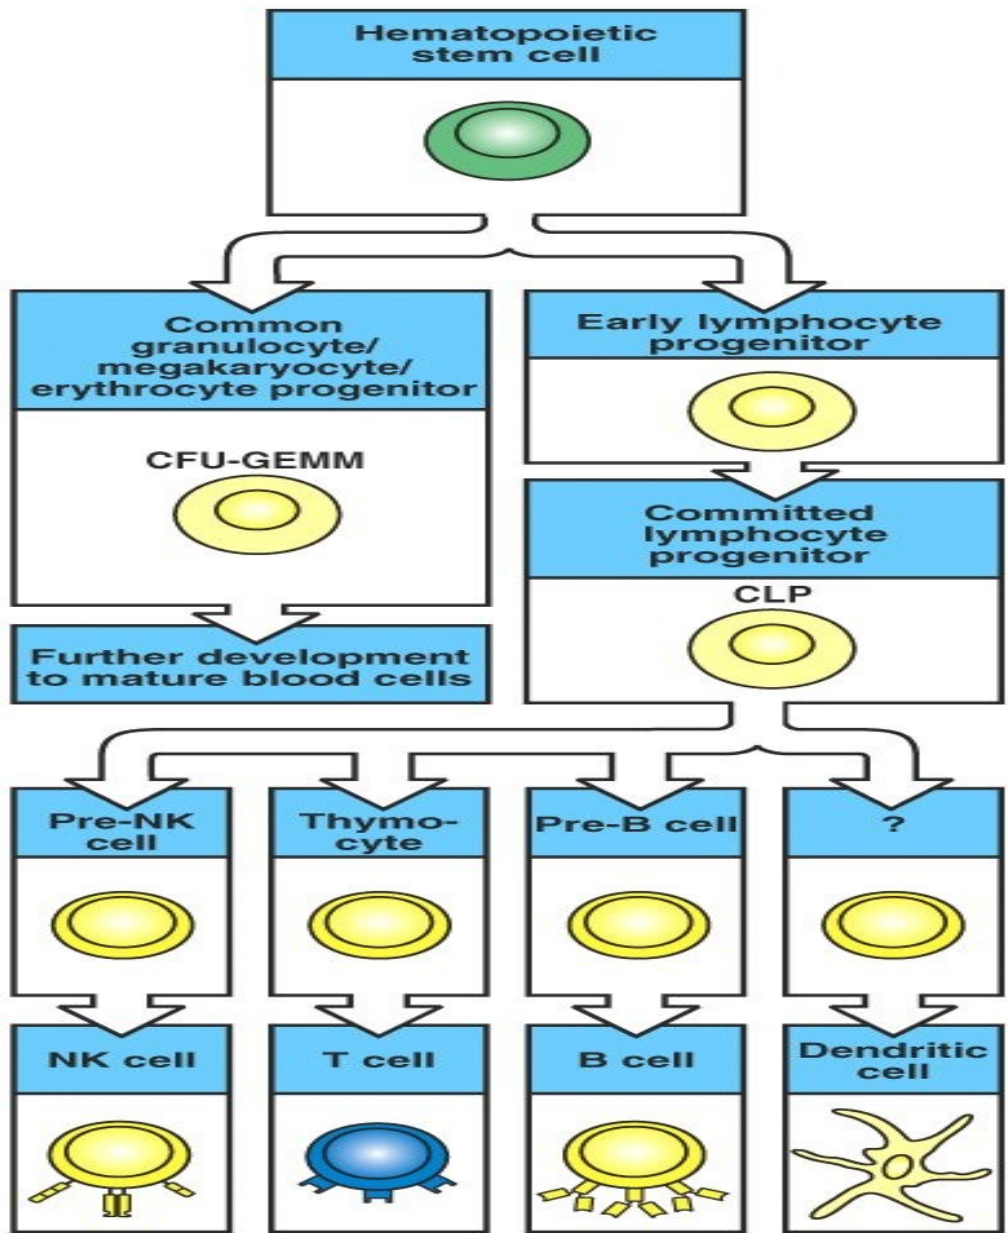 Hematopoietic
stem cell
Common
granulocyte/
megakaryocyte/
erythrocyte progenitor
CFU-GEMM
Further development
to mature blood cells
Early lymphocyte
progenitor
Committed
lymphocyte
progenitor
CLP
Pre-NK
cell
Thymo-
cyte
Pre-B cell
?
NK cell
T cell
B cell
Dendritic
cell